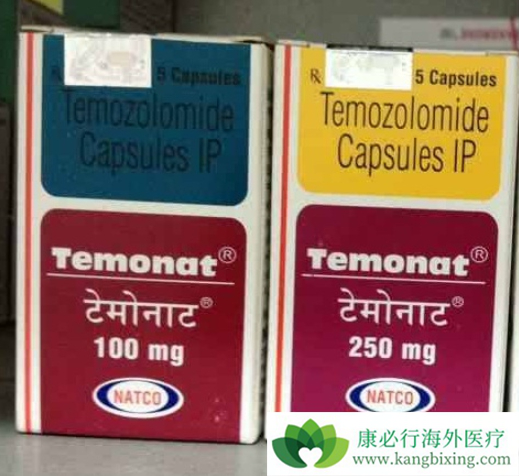 ℞ 5 Capsules
Temozolomide
Capsules IP
Temonat®
टेमोनाट®
100 mg
NATCO
℞ 5 Capsules
Temozolomide
Capsules IP
Temonat®
टेमोनाट®
250 mg
NATCO
康必行海外医疗
www.kangbixing.com